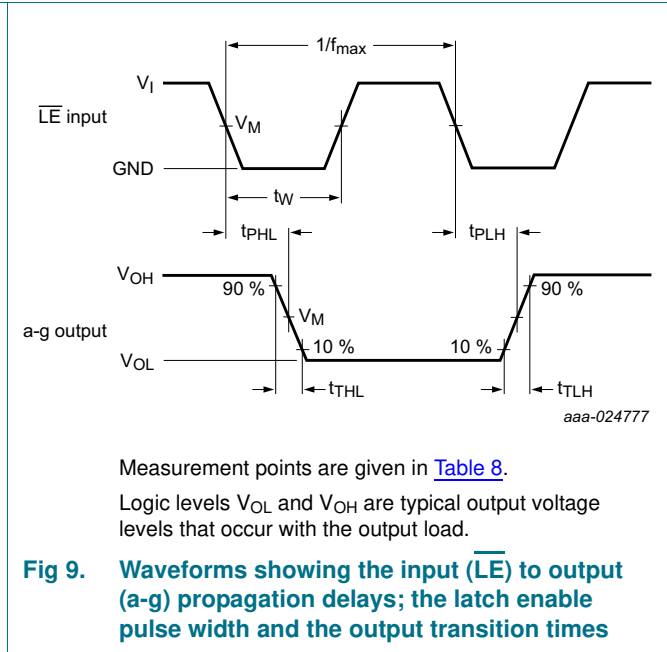 1/fmax
VI
LE input
VM
GND
tW
tPHL
tPLH
VOH
90 %
90 %
VM
a-g output
10 %
10 %
VOL
tTHL
tTLH
aaa-024777
Measurement points are given in Table 8.
Logic levels VOL and VOH are typical output voltage
levels that occur with the output load.
Fig 9. Waveforms showing the input (LE) to output
(a-g) propagation delays; the latch enable
pulse width and the output transition times